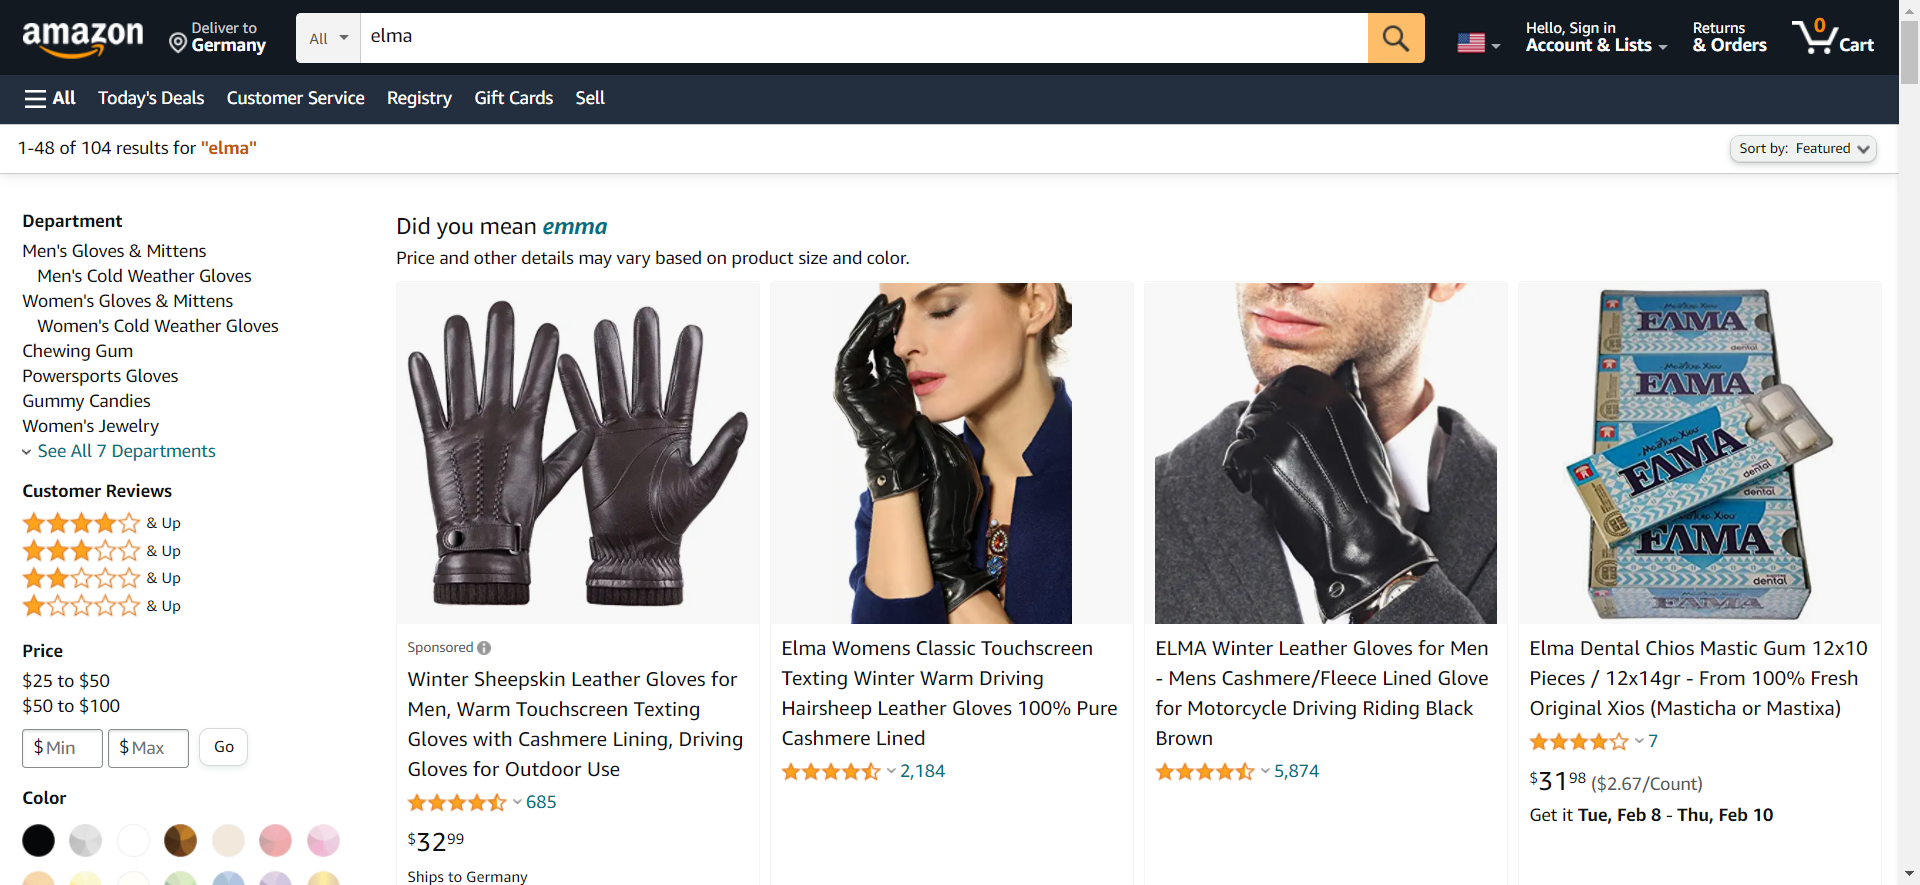 amazon
Deliver to
Germany
All
elma
Hello, Sign in
Account & Lists
Returns
& Orders
0
Cart
All
Today's Deals
Customer Service
Registry
Gift Cards
Sell
1-48 of 104 results for "elma"
Sort by: Featured
Department
Men's Gloves & Mittens
Men's Cold Weather Gloves
Women's Gloves & Mittens
Women's Cold Weather Gloves
Chewing Gum
Powersports Gloves
Gummy Candies
Women's Jewelry
See All 7 Departments
Customer Reviews
& Up
& Up
& Up
& Up
Price
$25 to $50
$50 to $100
$ Min
$ Max
Go
Color
Did you mean emma
Price and other details may vary based on product size and color.
Sponsored
Winter Sheepskin Leather Gloves for
Men, Warm Touchscreen Texting
Gloves with Cashmere Lining, Driving
Gloves for Outdoor Use
685
$3299
Ships to Germany
Elma Womens Classic Touchscreen
Texting Winter Warm Driving
Hairsheep Leather Gloves 100% Pure
Cashmere Lined
2,184
ELMA Winter Leather Gloves for Men
- Mens Cashmere/Fleece Lined Glove
for Motorcycle Driving Riding Black
Brown
5,874
ΕΛΜΑ
dental
ΕΛΜΑ
ΕΛΜΑ
dental
dental
ΕΛΜΑ
dental
ΕΛΜΑ
Elma Dental Chios Mastic Gum 12x10
Pieces / 12x14gr - From 100% Fresh
Original Xios (Masticha or Mastixa)
7
$3198 ($2.67/Count)
Get it Tue, Feb 8 - Thu, Feb 10